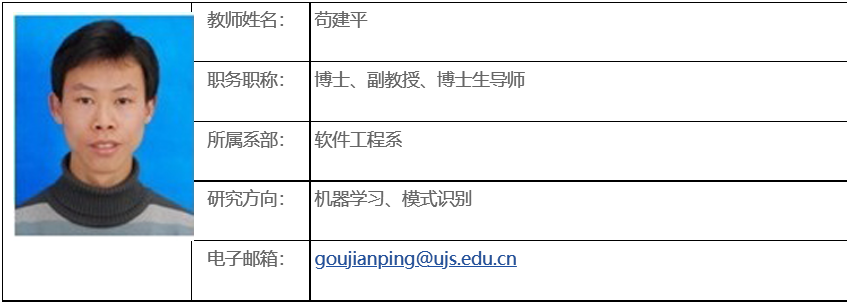 教师姓名： 苟建平
职务职称： 博士、副教授、博士生导师
所属系部： 软件工程系
研究方向： 机器学习、模式识别
电子邮箱： goujianping@ujs.edu.cn